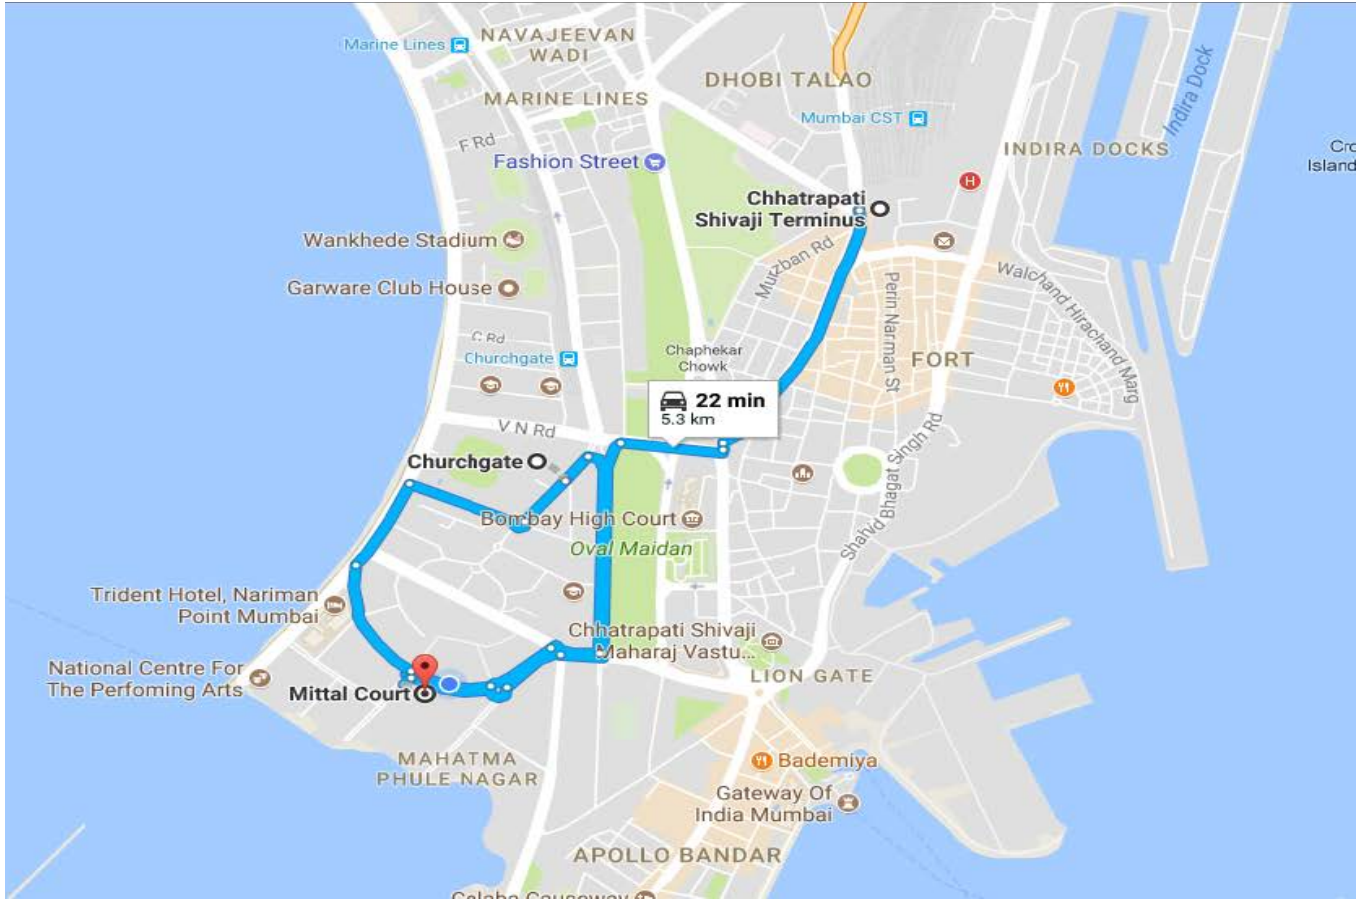 NAVAJEEVAN
WADI
Marine Lines
DHOBI TALAO
MARINE LINES
Indira Dock
Mumbai CST
F Rd
INDIRA DOCKS
Fashion Street
Island
Chhatrapati
Shivaji Terminus
Wankhede Stadium
Murzban Rd
Walchand Hirachand Marg
Garware Club House
Perin Nariman St
C Rd
Churchgate
Chaphekar
Chowk
FORT
22 min
5.3 km
V N Rd
Churchgate
Shahid Bhagat Singh Rd
Bombay High Court
Oval Maidan
Trident Hotel, Nariman
Point Mumbai
Chhatrapati Shivaji
Maharaj Vastu...
National Centre For
The Perfoming Arts
Mittal Court
LION GATE
MAHATMA
PHULE NAGAR
Bademiya
Gateway Of
India Mumbai
APOLLO BANDAR
Colaba Causeway